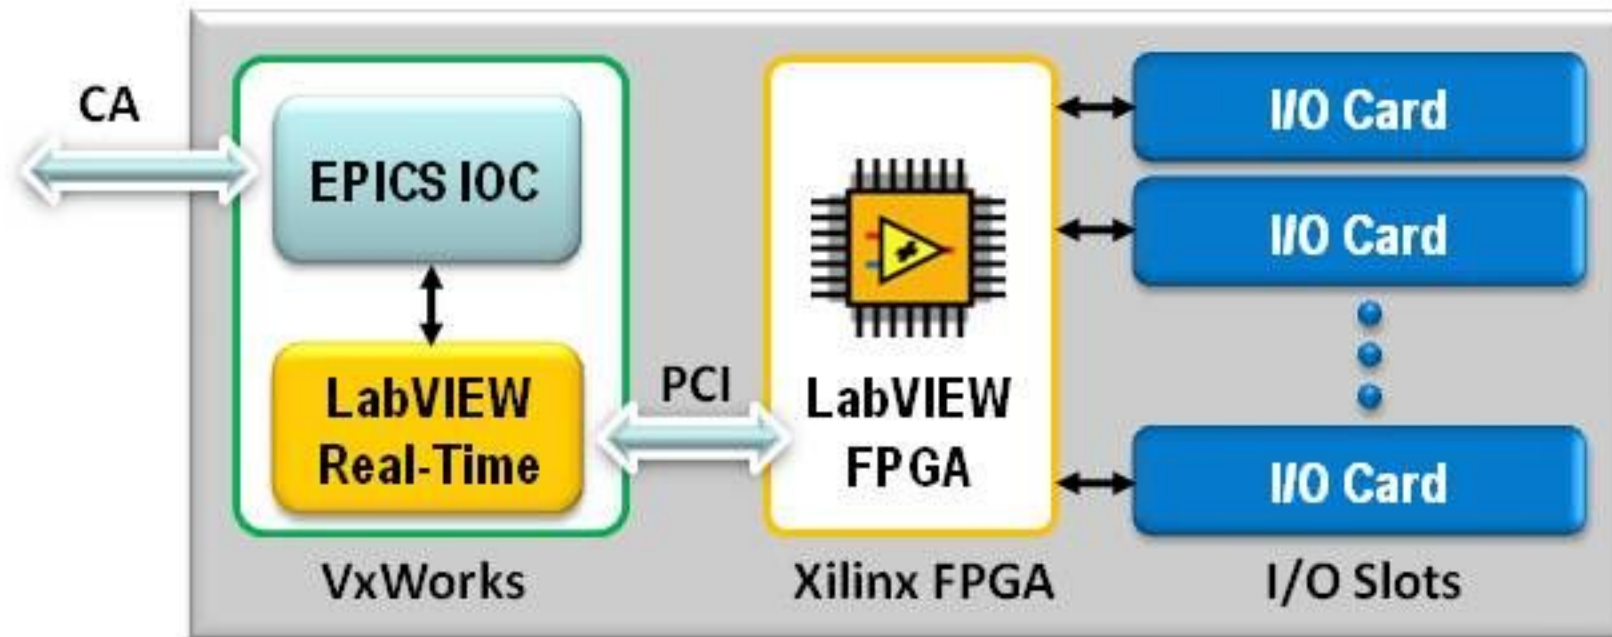 CA
EPICS IOC
LabVIEW
Real-Time
VxWorks
PCI
LabVIEW
FPGA
Xilinx FPGA
I/O Card
I/O Card
I/O Card
I/O Slots